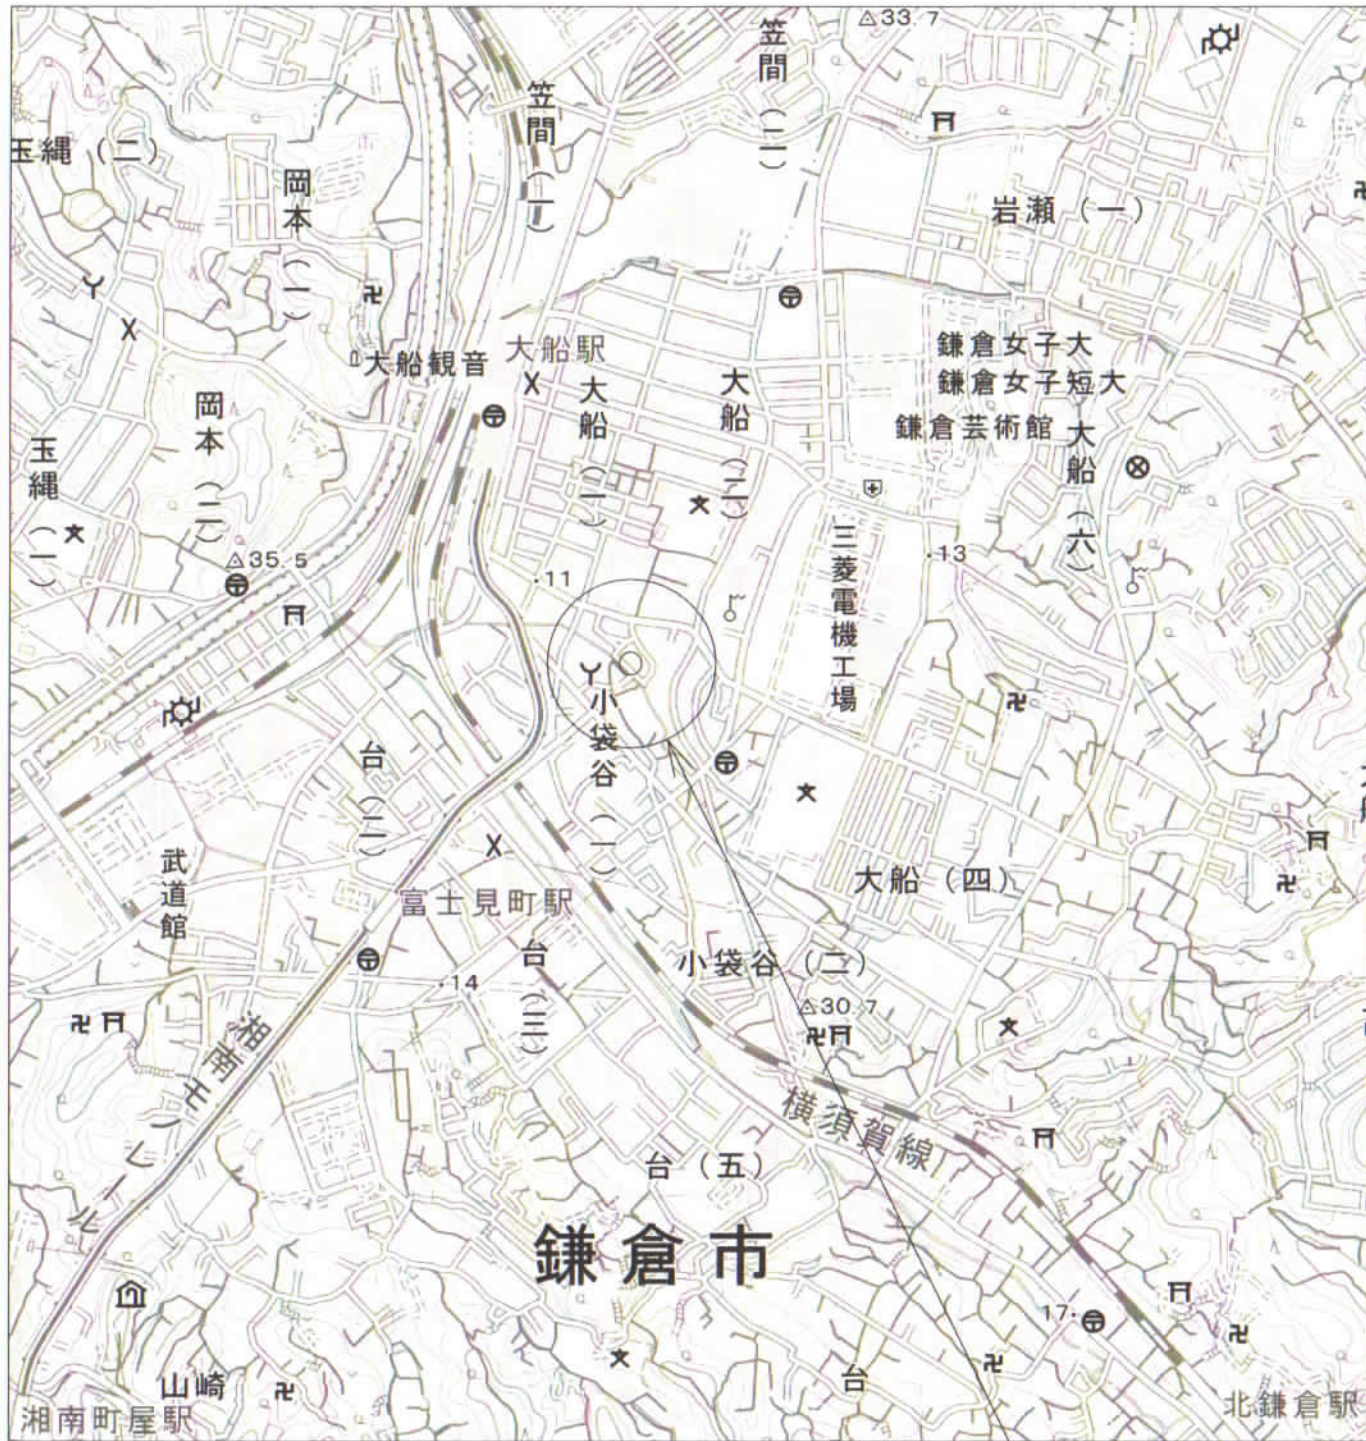 33.7
笠間(二)
笠間(一)
玉縄(二)
岡本(一)
岩瀬(一)
大船観音
大船駅
鎌倉女子大
鎌倉女子短大
鎌倉芸術館
大船(一)
大船(二)
大船(六)
岡本(二)
玉縄(一)
35.5
11
13
三菱電機工場
小袋谷(一)
台(二)
武道館
富士見町駅
大船(四)
台(三)
小袋谷(二)
14
30.7
湘南モノレール
横須賀線
台(五)
鎌倉市
17
山崎
台
湘南町屋駅
北鎌倉駅